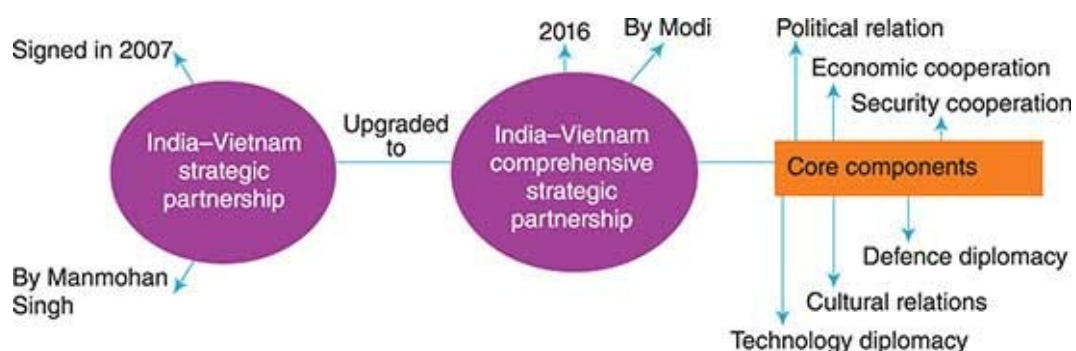 Signed in 2007
India–Vietnam
strategic
partnership
By Manmohan
Singh
Upgraded
to
2016
By Modi
India–Vietnam
comprehensive
strategic
partnership
Political relation
Economic cooperation
Security cooperation
Core components
Defence diplomacy
Cultural relations
Technology diplomacy